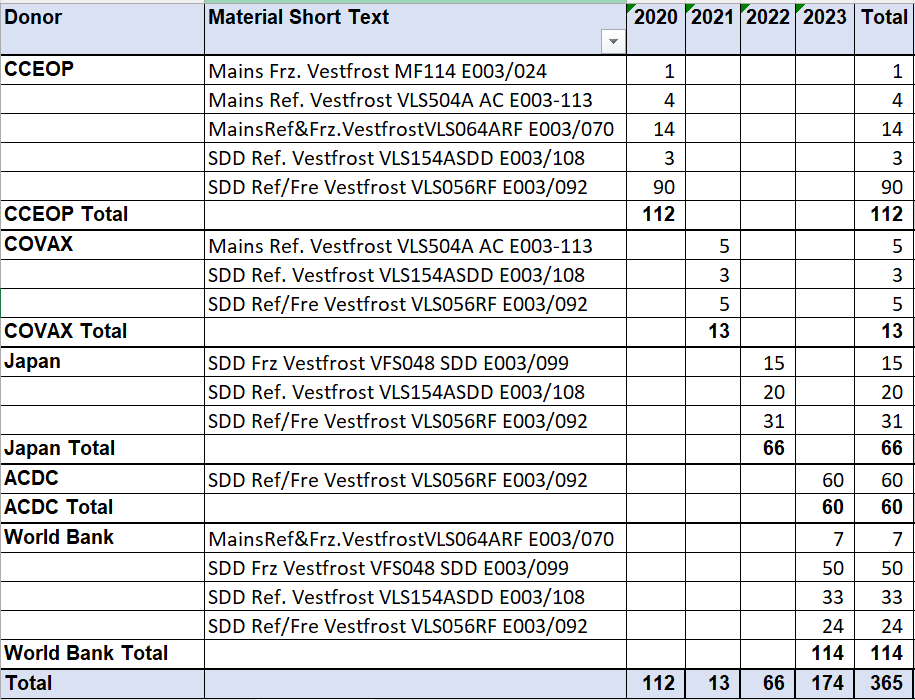 Donor Material Short Text 2020 2021 2022 2023 Total
CCEOP Mains Frz. Vestfrost MF114 E003/024 1 1
Mains Ref. Vestfrost VLS504A AC E003-113 4 4
MainsRef&Frz.VestfrostVLS064ARF E003/070 14 14
SDD Ref. Vestfrost VLS154ASDD E003/108 3 3
SDD Ref/Fre Vestfrost VLS056RF E003/092 90 90
CCEOP Total 112 112
COVAX Mains Ref. Vestfrost VLS504A AC E003-113 5 5
SDD Ref. Vestfrost VLS154ASDD E003/108 3 3
SDD Ref/Fre Vestfrost VLS056RF E003/092 5 5
COVAX Total 13 13
Japan SDD Frz Vestfrost VFS048 SDD E003/099 15 15
SDD Ref. Vestfrost VLS154ASDD E003/108 20 20
SDD Ref/Fre Vestfrost VLS056RF E003/092 31 31
Japan Total 66 66
ACDC SDD Ref/Fre Vestfrost VLS056RF E003/092 60 60
ACDC Total 60 60
World Bank MainsRef&Frz.VestfrostVLS064ARF E003/070 7 7
SDD Frz Vestfrost VFS048 SDD E003/099 50 50
SDD Ref. Vestfrost VLS154ASDD E003/108 33 33
SDD Ref/Fre Vestfrost VLS056RF E003/092 24 24
World Bank Total 114 114
Total 112 13 66 174 365